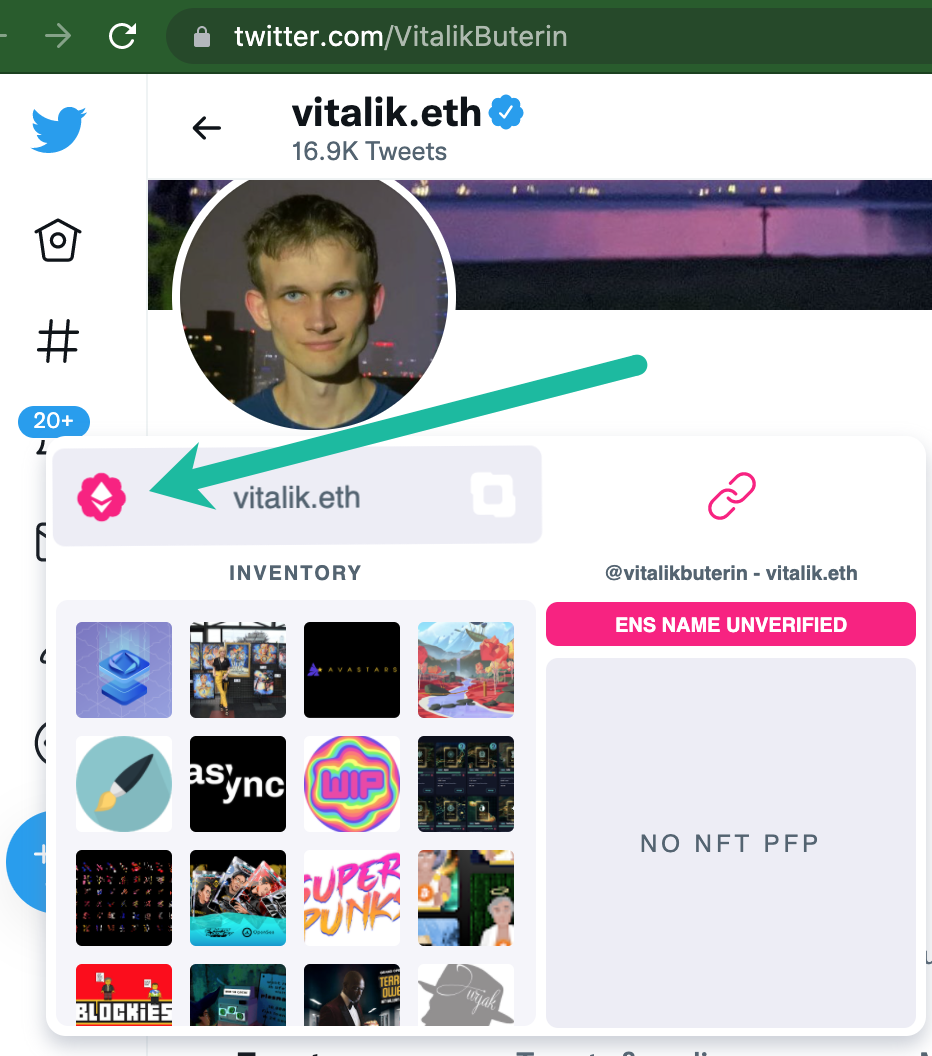 twitter.com/VitalikButerin
vitalik.eth
16.9K Tweets
20+
vitalik.eth
INVENTORY
@vitalikbuterin - vitalik.eth
ENS NAME UNVERIFIED
AVASTARS
async
WIP
NO NFT PFP
SUPER
PUNKS
OpenSea
BLOCKIES